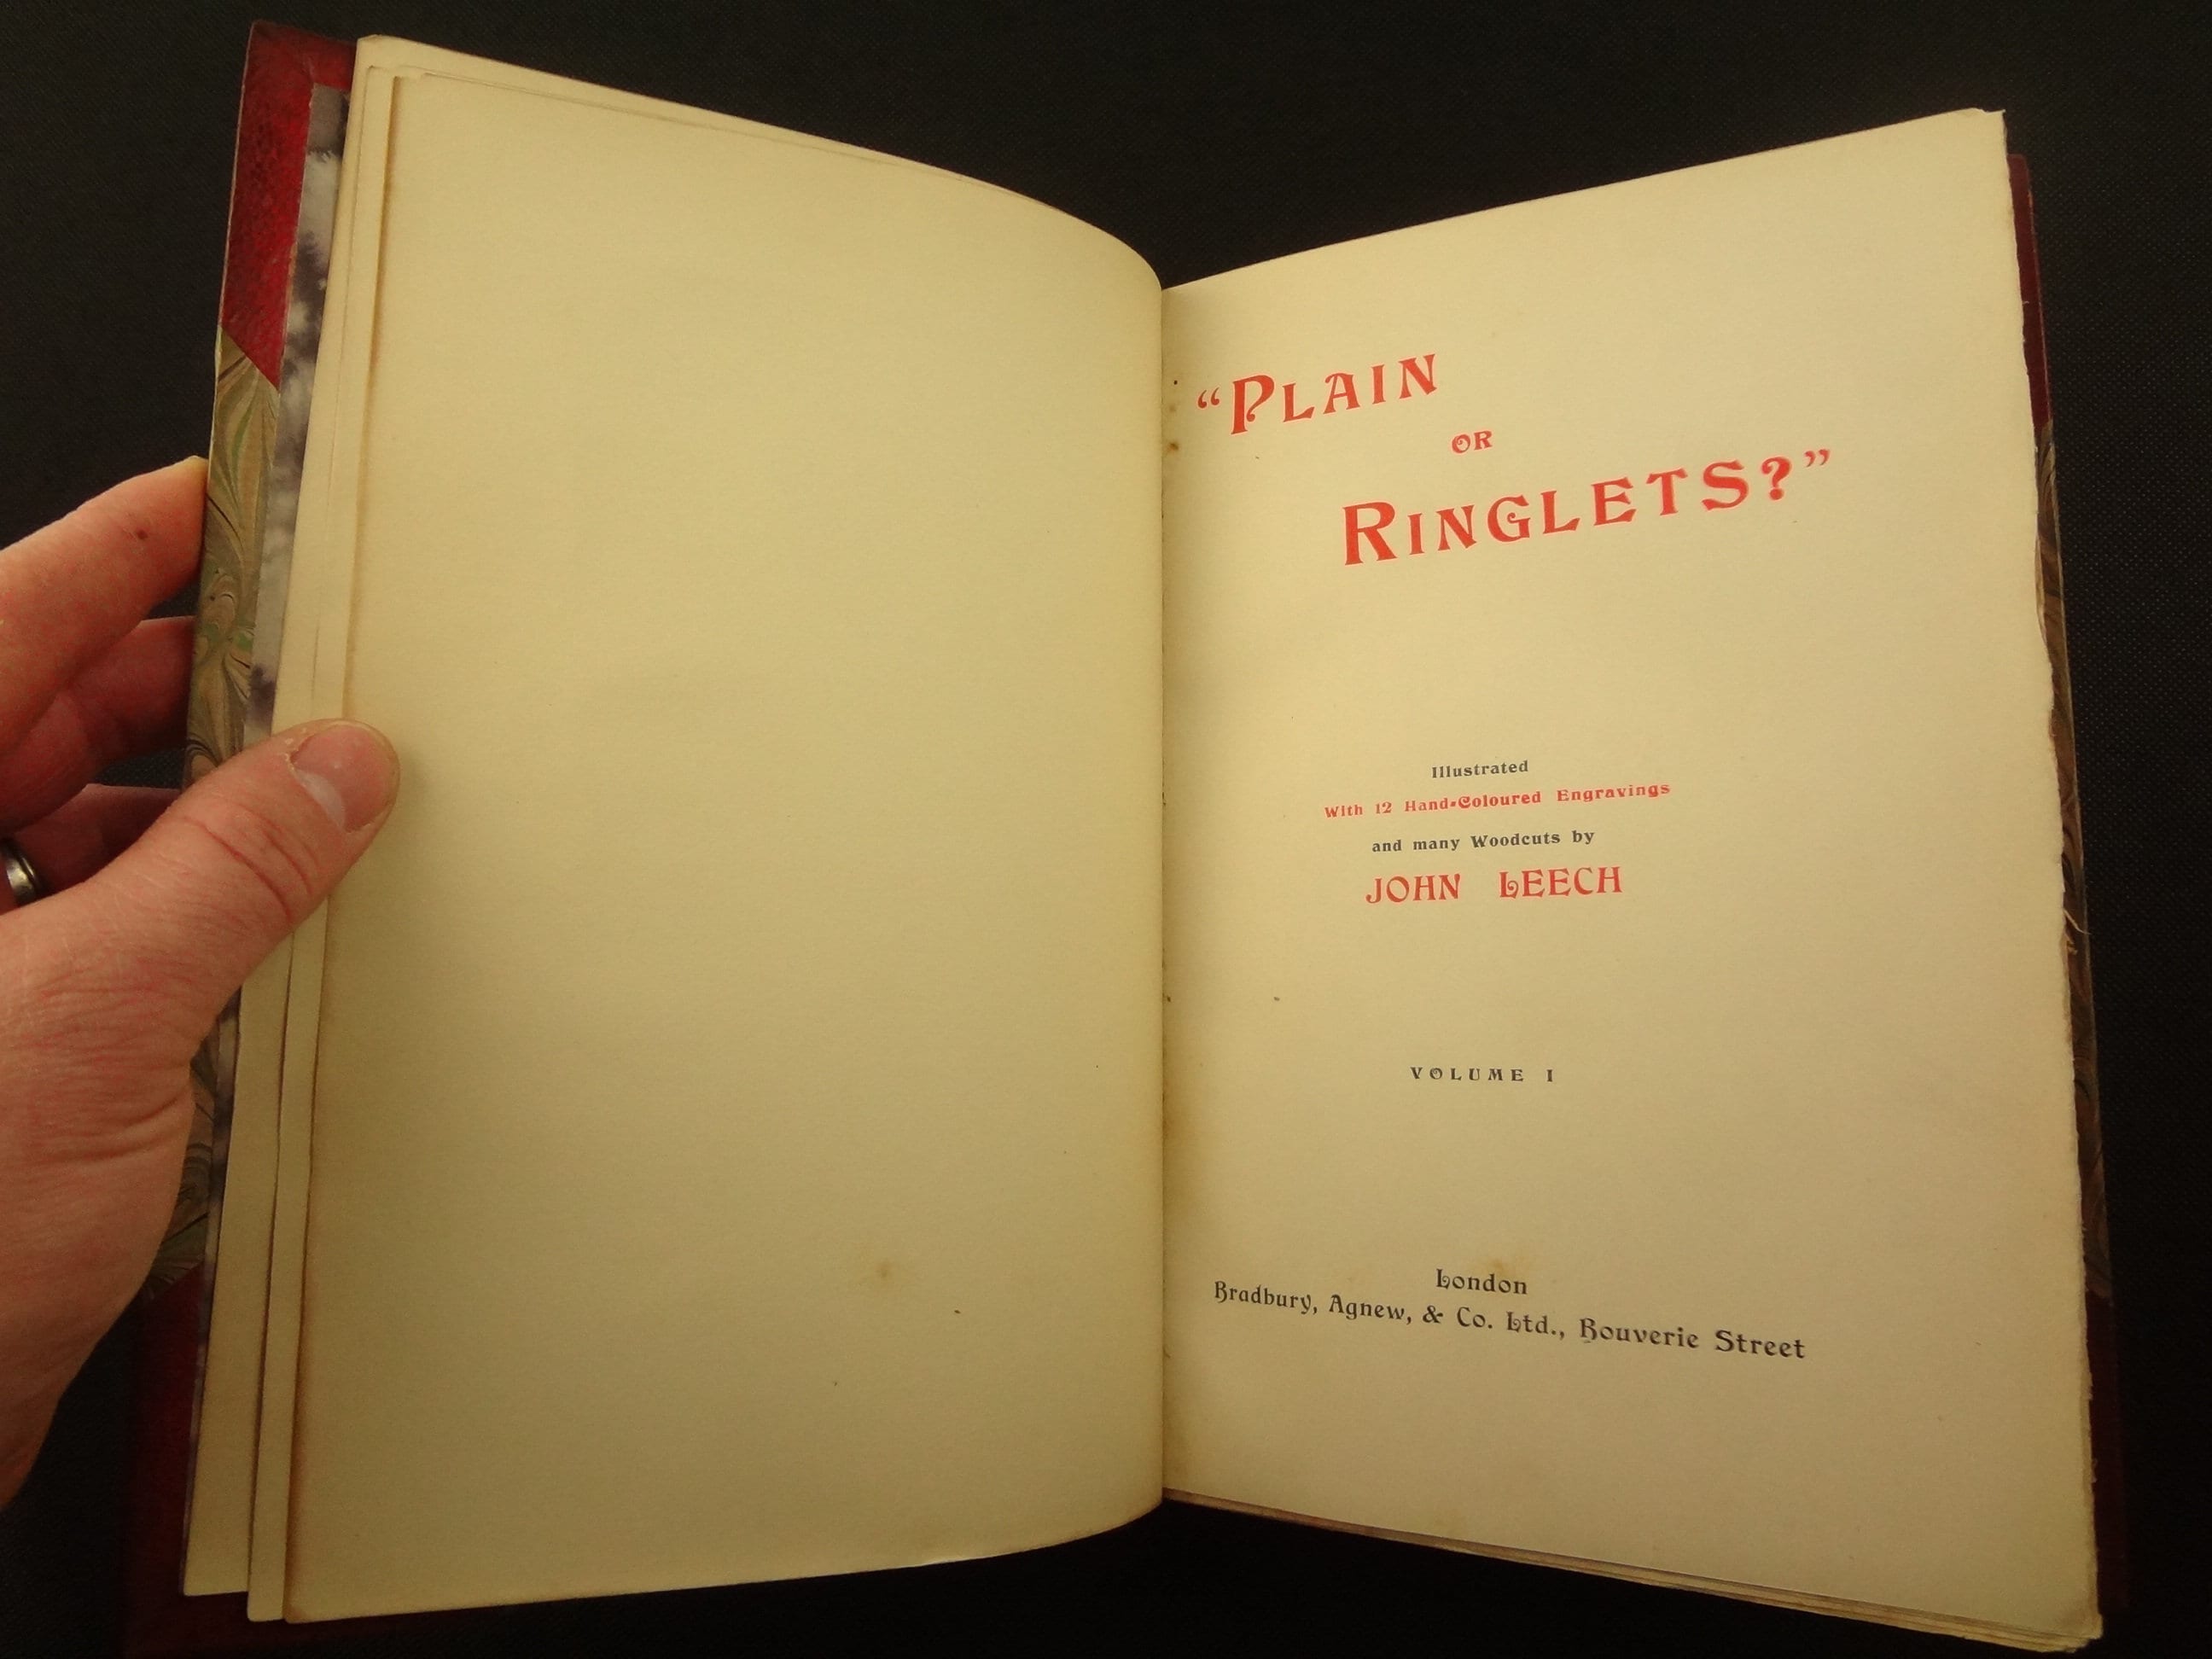 “PLAIN
OR
RINGLETS?”
Illustrated
With 12 Hand-Coloured Engravings
and many Woodcuts by
JOHN LEECH
VOLUME I
London
Bradbury, Agnew, & Co. Ltd., Bouverie Street